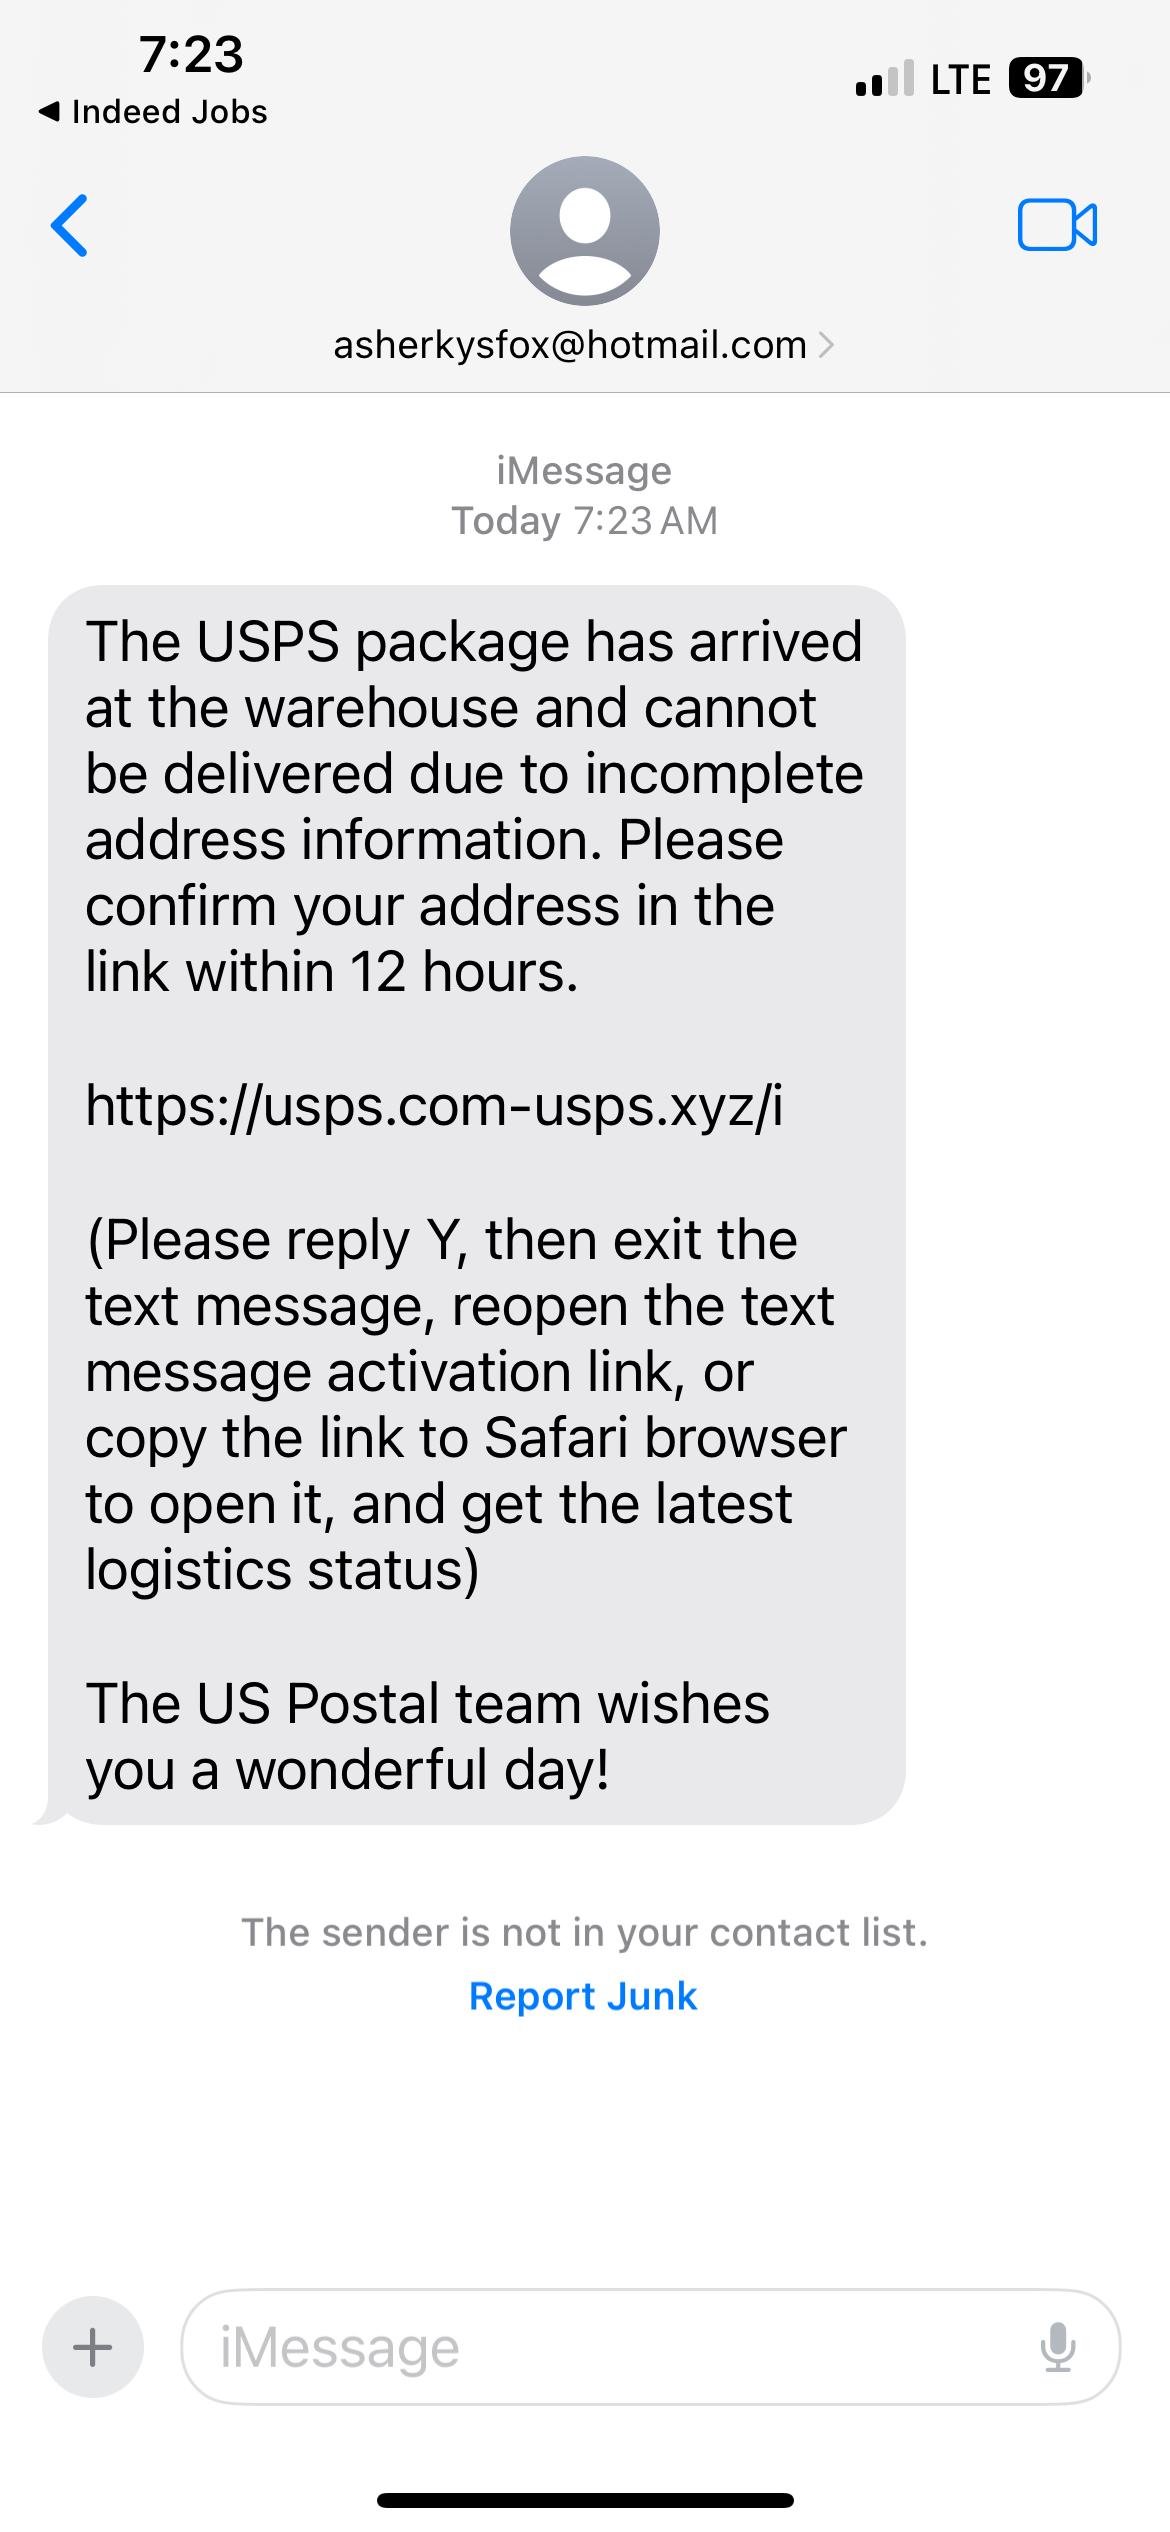 7:23
LTE 97
◀ Indeed Jobs
asherkysfox@hotmail.com
iMessage
Today 7:23 AM
The USPS package has arrived
at the warehouse and cannot
be delivered due to incomplete
address information. Please
confirm your address in the
link within 12 hours.
https://usps.com-usps.xyz/i
(Please reply Y, then exit the
text message, reopen the text
message activation link, or
copy the link to Safari browser
to open it, and get the latest
logistics status)
The US Postal team wishes
you a wonderful day!
The sender is not in your contact list.
Report Junk
iMessage